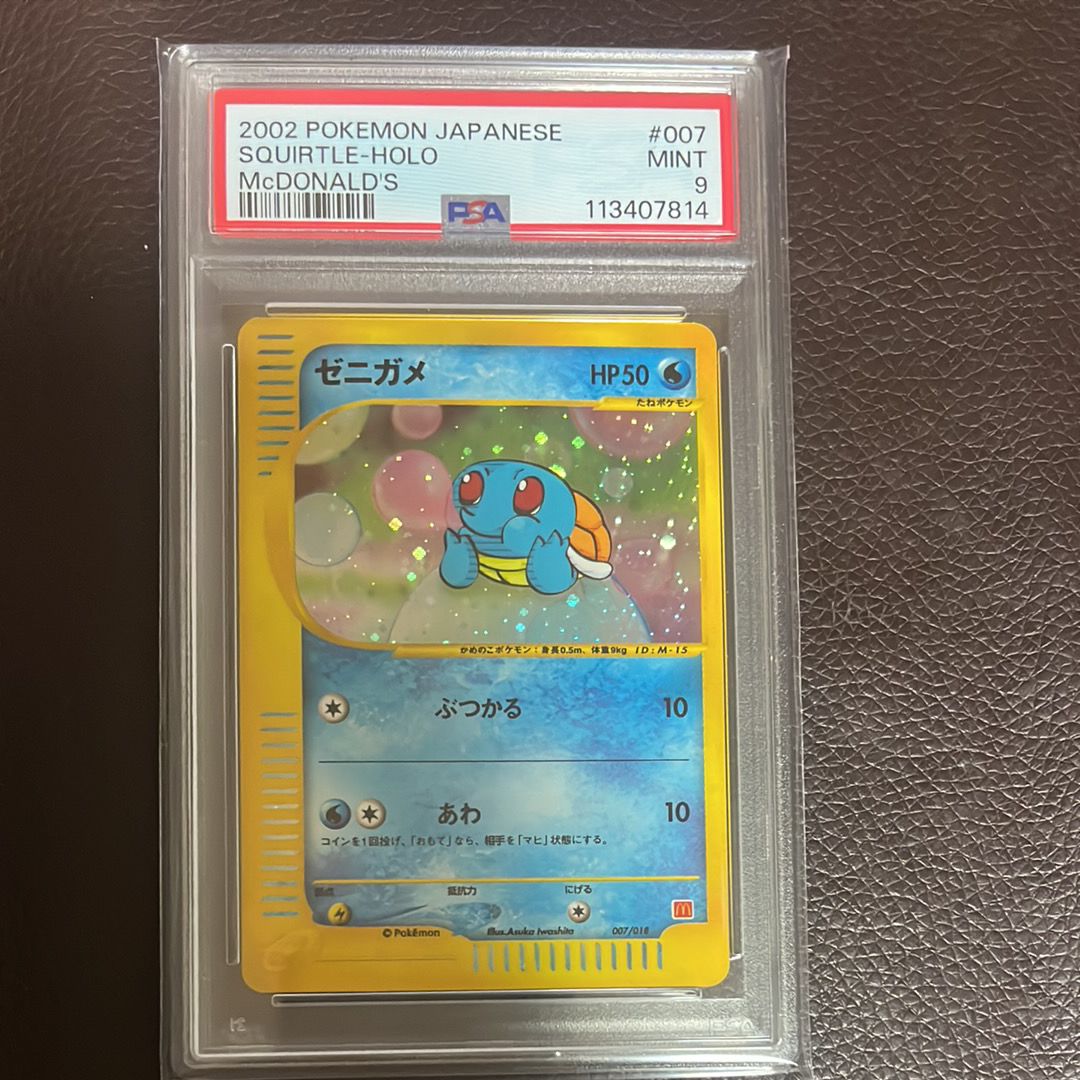 2002 POKEMON JAPANESE #007
SQUIRTLE-HOLO MINT
McDONALD'S 9
PSA 113407814
ゼニガメ HP50
たねポケモン
かめのこポケモン：身長0.5m、体重9kg ID:M-15
ぶつかる 10
あわ 10
コインを1回投げ、「おもて」なら、相手を「マヒ」状態にする。
弱点 抵抗力 にげる
©Pokémon Illus.Asuka Iwashita 007/018